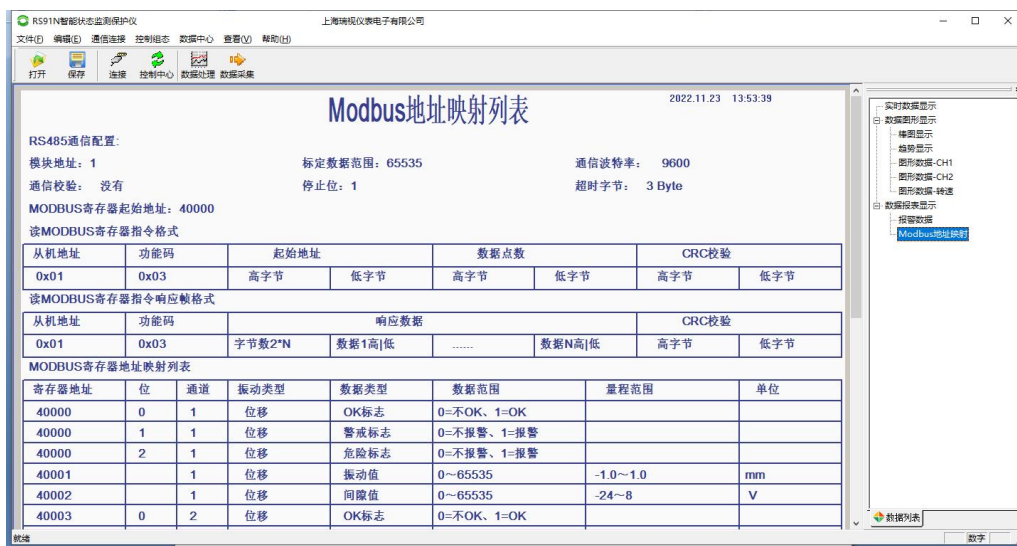 RS91N智能状态监测保护仪 上海瑞视仪表电子有限公司
文件(F) 编辑(E) 通信连接 控制组态 数据中心 查看(V) 帮助(H)
打开 保存 连接 控制中心 数据处理 数据采集
Modbus地址映射列表 2022.11.23 13:53:39
RS485通信配置:
模块地址: 1 标定数据范围: 65535 通信波特率: 9600
通信校验: 没有 停止位: 1 超时字节: 3 Byte
MODBUS寄存器起始地址: 40000
读MODBUS寄存器指令格式
从机地址 功能码 起始地址 数据点数 CRC校验
0x01 0x03 高字节 低字节 高字节 低字节 高字节 低字节
读MODBUS寄存器指令响应帧格式
从机地址 功能码 响应数据 CRC校验
0x01 0x03 字节数2*N 数据1高|低 ...... 数据N高|低 高字节 低字节
MODBUS寄存器地址映射列表
寄存器地址 位 通道 振动类型 数据类型 数据范围 量程范围 单位
40000 0 1 位移 OK标志 0=不OK、1=OK
40000 1 1 位移 警戒标志 0=不报警、1=报警
40000 2 1 位移 危险标志 0=不报警、1=报警
40001 1 位移 振动值 0~65535 -1.0~1.0 mm
40002 1 位移 间隙值 0~65535 -24~8 V
40003 0 2 位移 OK标志 0=不OK、1=OK
实时数据显示
数据图形显示
棒图显示
趋势显示
图形数据-CH1
图形数据-CH2
图形数据-转速
数据报表显示
报警数据
Modbus地址映射
数据列表
就绪 数字